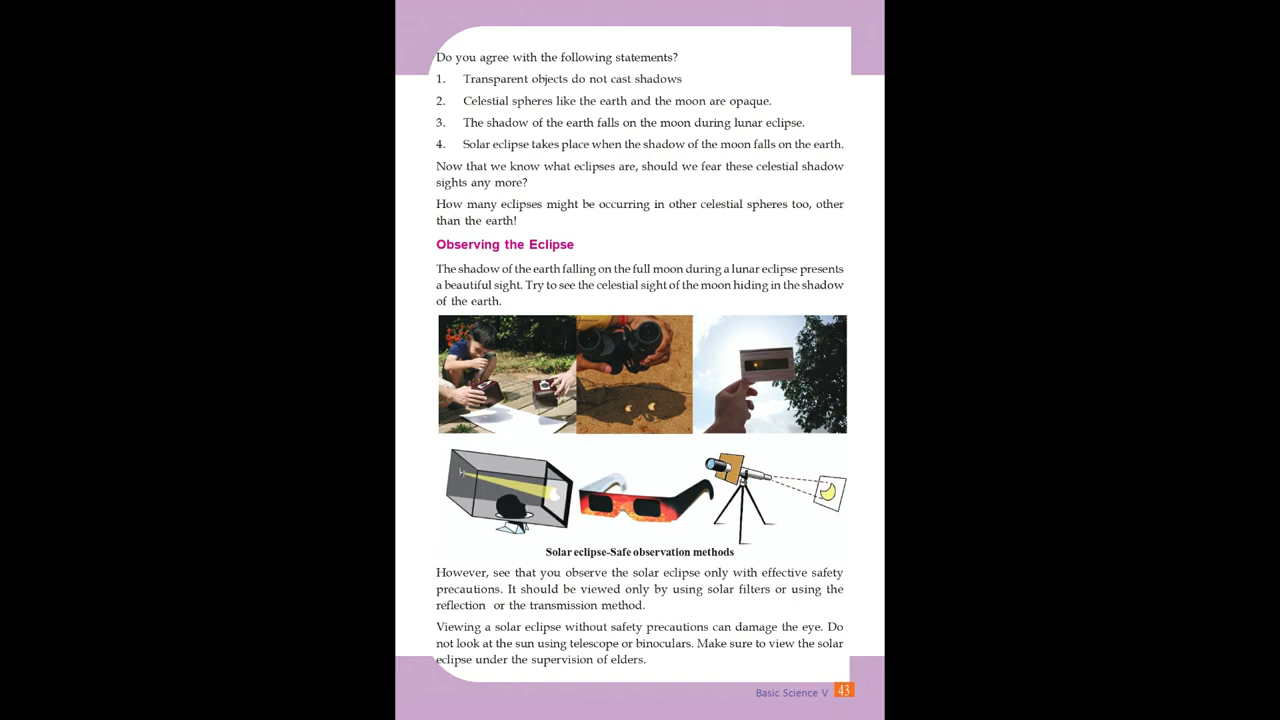 Do you agree with the following statements?
1. Transparent objects do not cast shadows
2. Celestial spheres like the earth and the moon are opaque.
3. The shadow of the earth falls on the moon during lunar eclipse.
4. Solar eclipse takes place when the shadow of the moon falls on the earth.
Now that we know what eclipses are, should we fear these celestial shadow
sights any more?
How many eclipses might be occurring in other celestial spheres too, other
than the earth!
Observing the Eclipse
The shadow of the earth falling on the full moon during a lunar eclipse presents
a beautiful sight. Try to see the celestial sight of the moon hiding in the shadow
of the earth.
Solar eclipse-Safe observation methods
However, see that you observe the solar eclipse only with effective safety
precautions. It should be viewed only by using solar filters or using the
reflection or the transmission method.
Viewing a solar eclipse without safety precautions can damage the eye. Do
not look at the sun using telescope or binoculars. Make sure to view the solar
eclipse under the supervision of elders.
Basic Science V 43